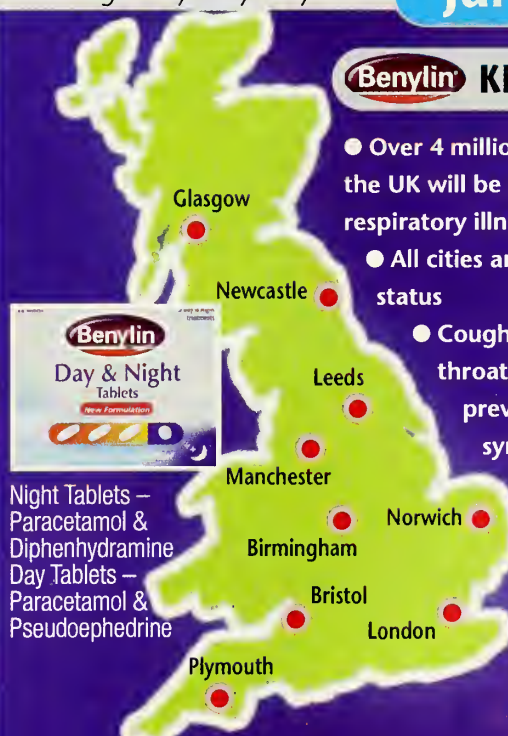 Benylin
● Over 4 millio
the UK will be
respiratory illn
● All cities a
status
● Cough
throat
prev
sy
Glasgow
Newcastle
Leeds
Manchester
Birmingham
Norwich
Bristol
London
Plymouth
Benylin
Day & Night
Tablets
New Formulation
Night Tablets –
Paracetamol &
Diphenhydramine
Day Tablets –
Paracetamol &
Pseudoephedrine